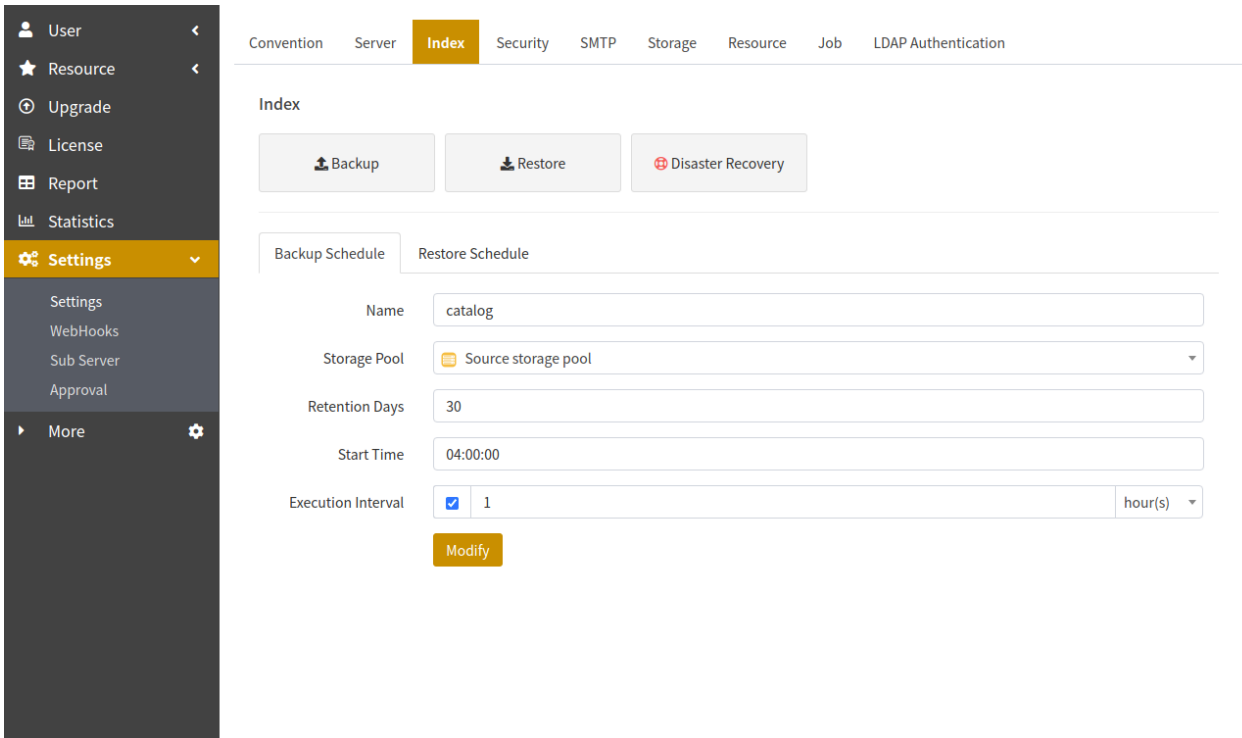 User
Resource
Upgrade
License
Report
Statistics
Settings
Settings
WebHooks
Sub Server
Approval
More
Convention Server Index Security SMTP Storage Resource Job LDAP Authentication
Index
Backup Restore Disaster Recovery
Backup Schedule Restore Schedule
Name catalog
Storage Pool Source storage pool
Retention Days 30
Start Time 04:00:00
Execution Interval 1 hour(s)
Modify